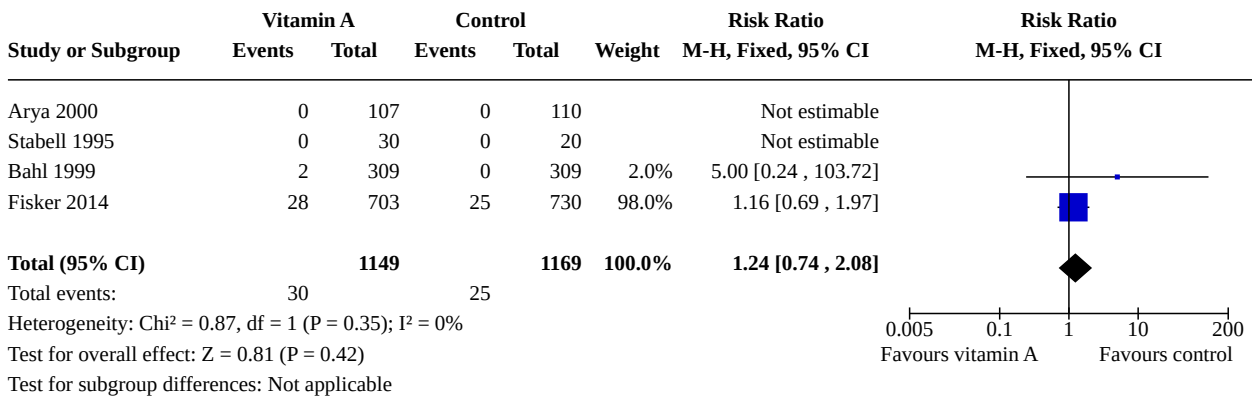 Vitamin A Control Risk Ratio Risk Ratio
Study or Subgroup Events Total Events Total Weight M-H, Fixed, 95% CI M-H, Fixed, 95% CI
Arya 2000 0 107 0 110 Not estimable
Stabell 1995 0 30 0 20 Not estimable
Bahl 1999 2 309 0 309 2.0% 5.00 [0.24 , 103.72]
Fisker 2014 28 703 25 730 98.0% 1.16 [0.69 , 1.97]
Total (95% CI) 1149 1169 100.0% 1.24 [0.74 , 2.08]
Total events: 30 25
Heterogeneity: Chi² = 0.87, df = 1 (P = 0.35); I² = 0%
Test for overall effect: Z = 0.81 (P = 0.42)
Test for subgroup differences: Not applicable
0.005 0.1 1 10 200
Favours vitamin A Favours control